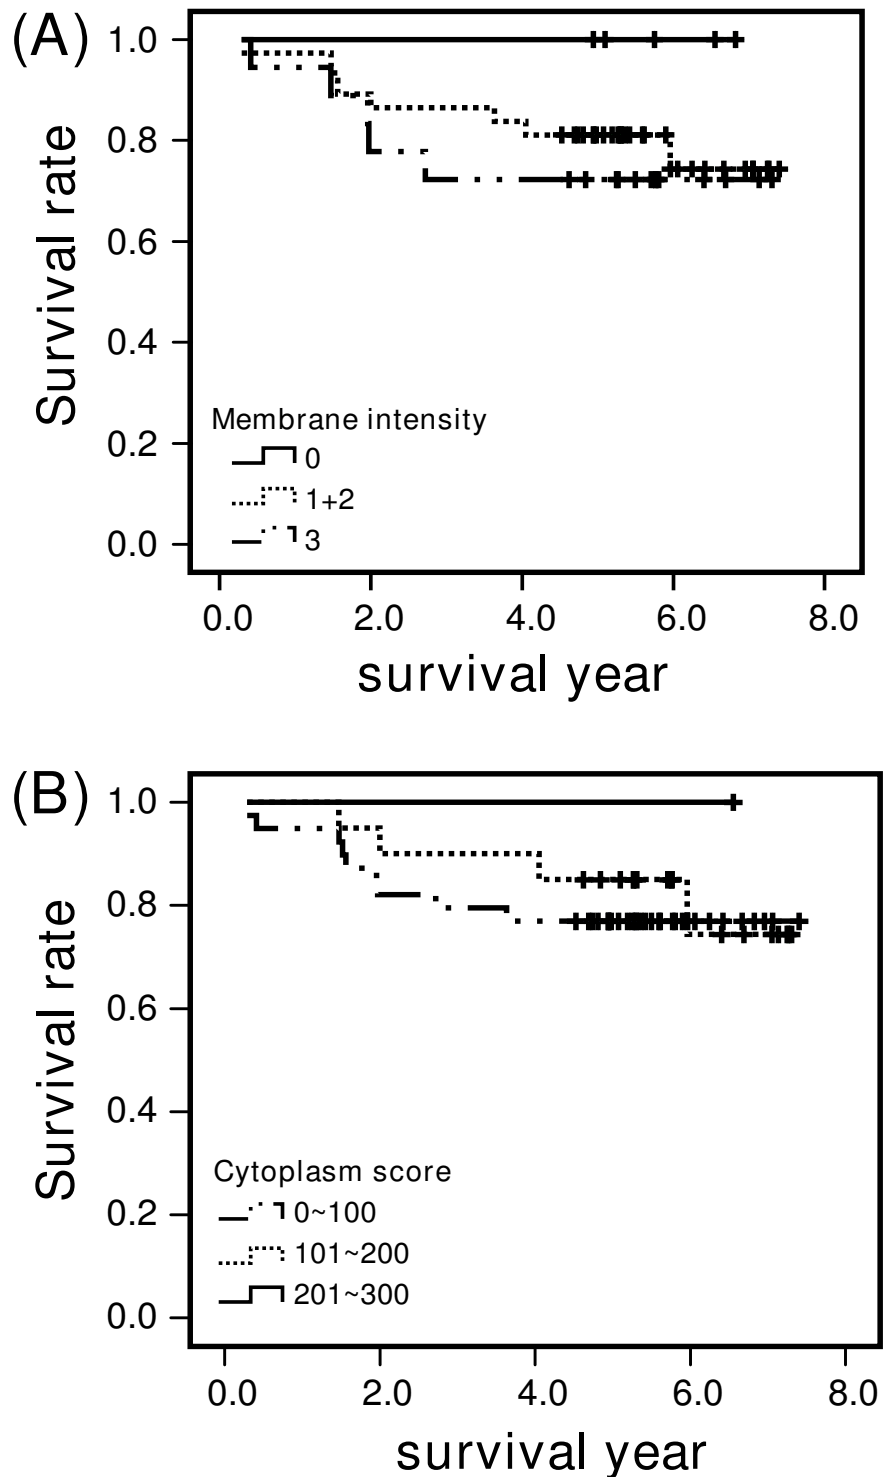 (A)
Survival rate
1.0
0.8
0.6
0.4
0.2
0.0
Membrane intensity
0
1+2
3
0.0 2.0 4.0 6.0 8.0
survival year
(B)
Survival rate
1.0
0.8
0.6
0.4
0.2
0.0
Cytoplasm score
0~100
101~200
201~300
0.0 2.0 4.0 6.0 8.0
survival year